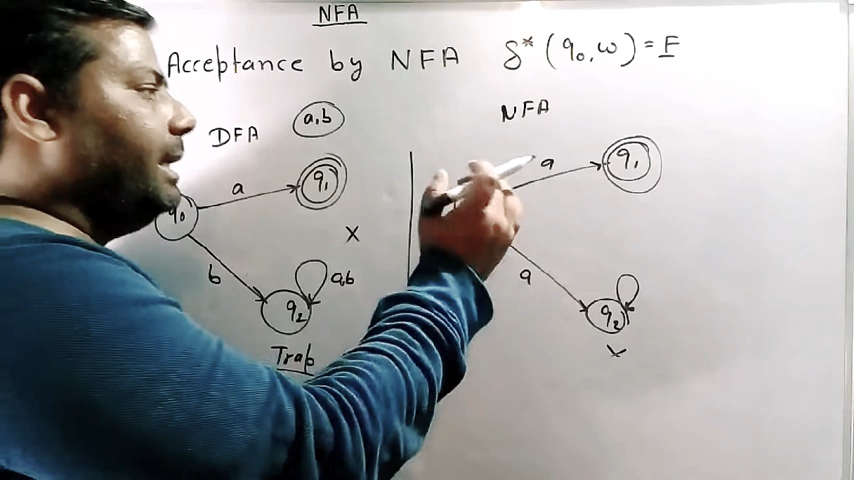 NFA
Acceptance by NFA δ* (q₀, ω) = F
DFA
a,b
NFA
a
q₁
a
q₁
q₀
X
b
a,b
a
q₂
q₂
Trap